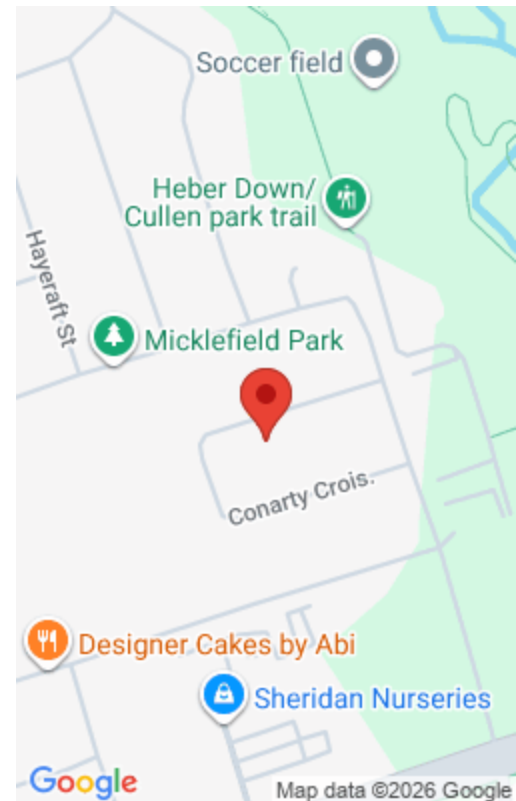 Soccer field
Heber Down/
Cullen park trail
Hayeraft St
Micklefield Park
Conarty Crois.
Designer Cakes by Abi
Sheridan Nurseries
Google
Map data ©2026 Google